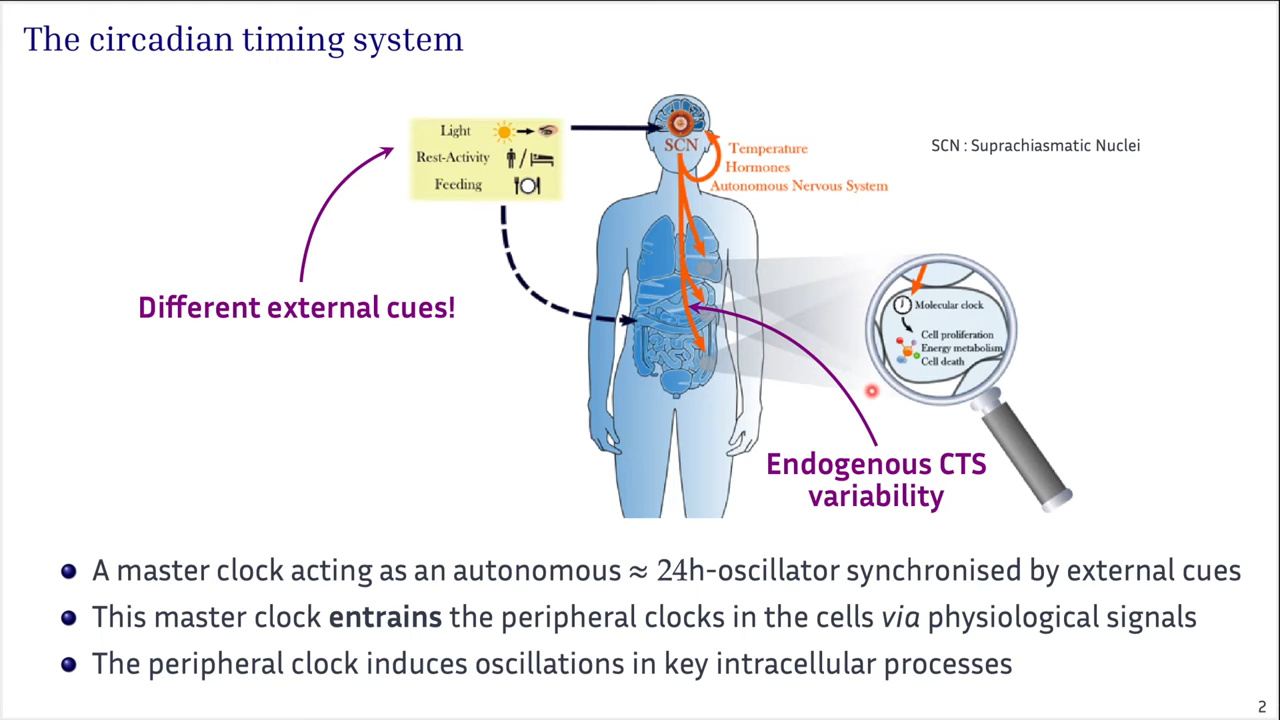 The circadian timing system
Light
Rest-Activity
Feeding
SCN
Temperature
Hormones
Autonomous Nervous System
SCN : Suprachiasmatic Nuclei
Different external cues!
Molecular clock
Cell proliferation
Energy metabolism
Cell death
Endogenous CTS
variability
A master clock acting as an autonomous ≈ 24h-oscillator synchronised by external cues
This master clock entrains the peripheral clocks in the cells via physiological signals
The peripheral clock induces oscillations in key intracellular processes
2